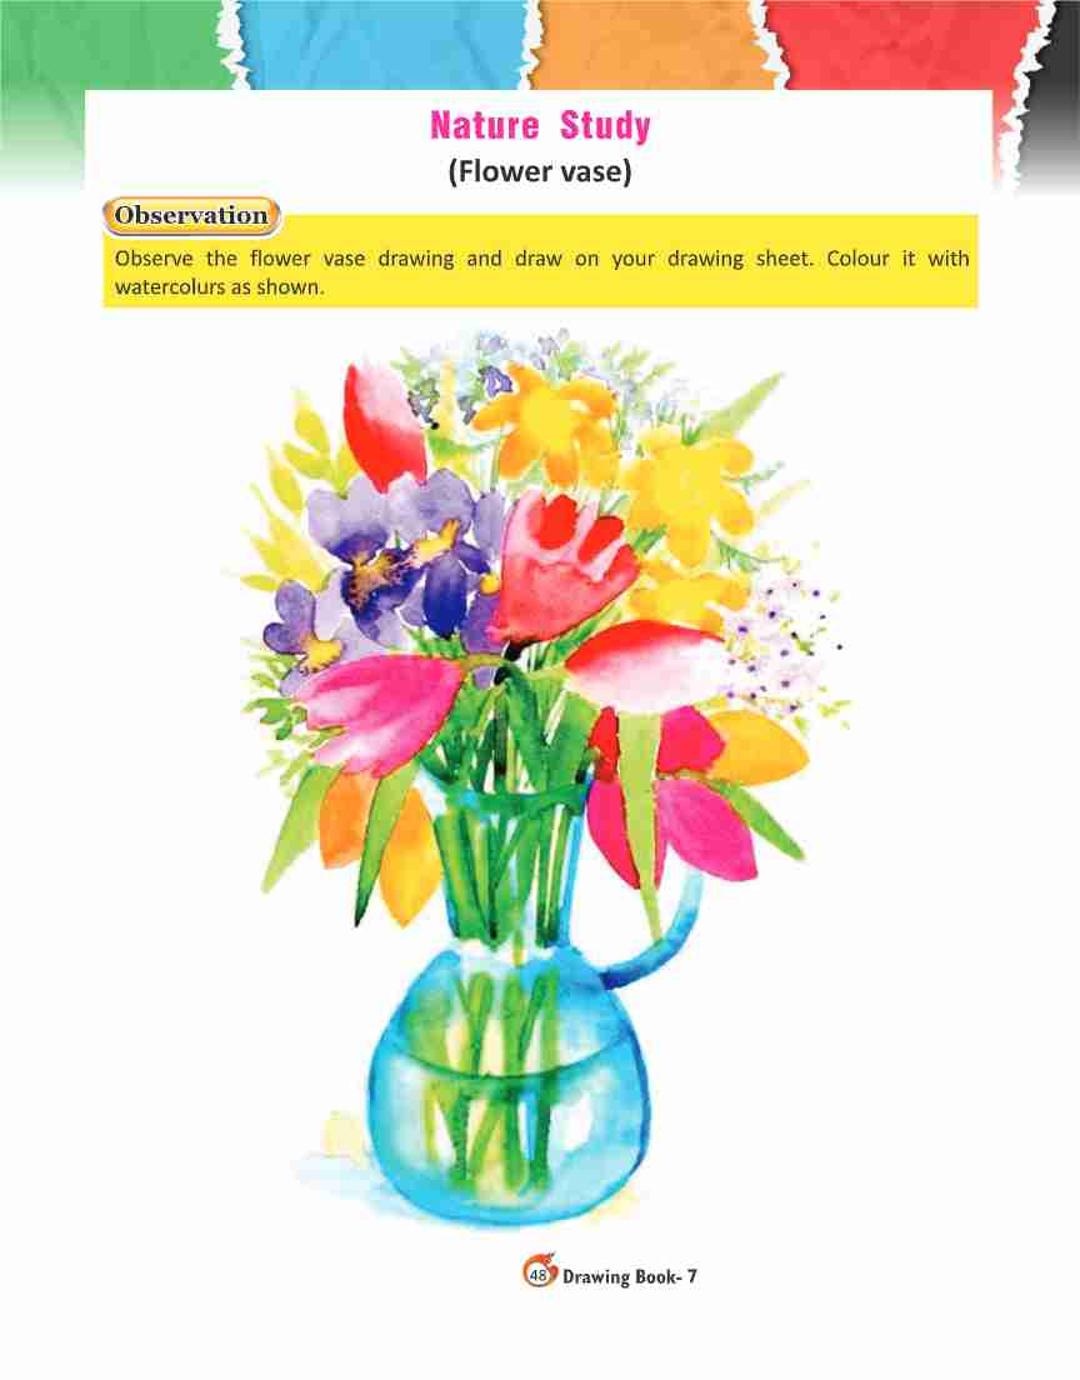 Nature Study
(Flower vase)
Observation
Observe the flower vase drawing and draw on your drawing sheet. Colour it with
watercolurs as shown.
48 Drawing Book- 7